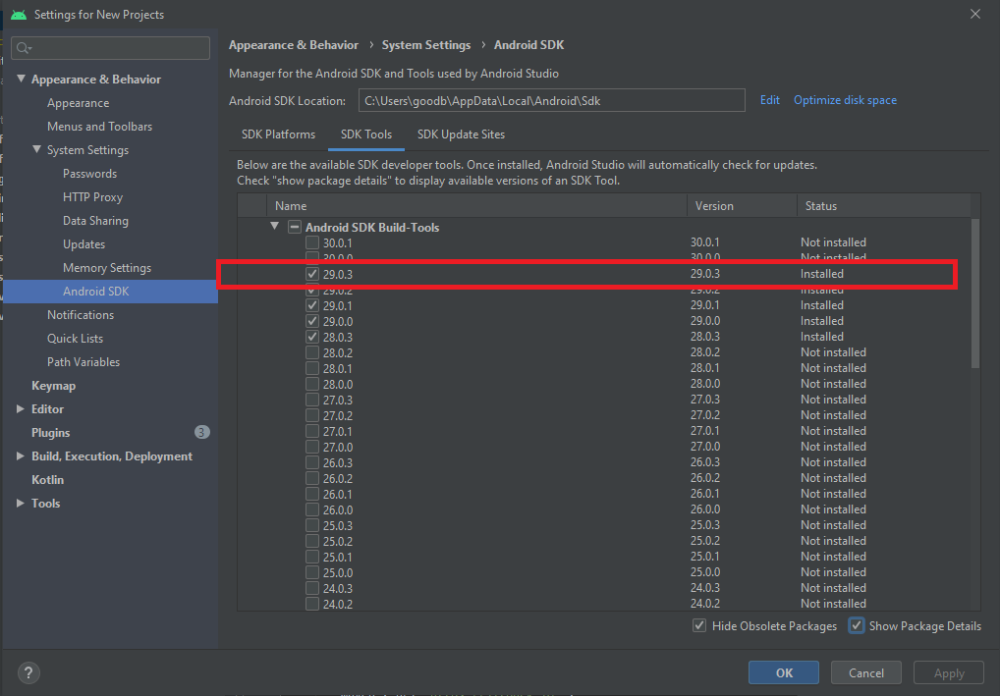 Settings for New Projects
Appearance & Behavior
Appearance
Menus and Toolbars
System Settings
Passwords
HTTP Proxy
Data Sharing
Updates
Memory Settings
Android SDK
Notifications
Quick Lists
Path Variables
Keymap
Editor
Plugins 3
Build, Execution, Deployment
Kotlin
Tools
Appearance & Behavior › System Settings › Android SDK
Manager for the Android SDK and Tools used by Android Studio
Android SDK Location: C:\Users\goodb\AppData\Local\Android\Sdk Edit Optimize disk space
SDK Platforms SDK Tools SDK Update Sites
Below are the available SDK developer tools. Once installed, Android Studio will automatically check for updates.
Check "show package details" to display available versions of an SDK Tool.
Name Version Status
Android SDK Build-Tools
30.0.1 30.0.1 Not installed
30.0.0 30.0.0 Not installed
29.0.3 29.0.3 Installed
29.0.2 29.0.2 Installed
29.0.1 29.0.1 Installed
29.0.0 29.0.0 Installed
28.0.3 28.0.3 Installed
28.0.2 28.0.2 Not installed
28.0.1 28.0.1 Not installed
28.0.0 28.0.0 Not installed
27.0.3 27.0.3 Not installed
27.0.2 27.0.2 Not installed
27.0.1 27.0.1 Not installed
27.0.0 27.0.0 Not installed
26.0.3 26.0.3 Not installed
26.0.2 26.0.2 Not installed
26.0.1 26.0.1 Not installed
26.0.0 26.0.0 Not installed
25.0.3 25.0.3 Not installed
25.0.2 25.0.2 Not installed
25.0.1 25.0.1 Not installed
25.0.0 25.0.0 Not installed
24.0.3 24.0.3 Not installed
24.0.2 24.0.2 Not installed
Hide Obsolete Packages Show Package Details
? OK Cancel Apply